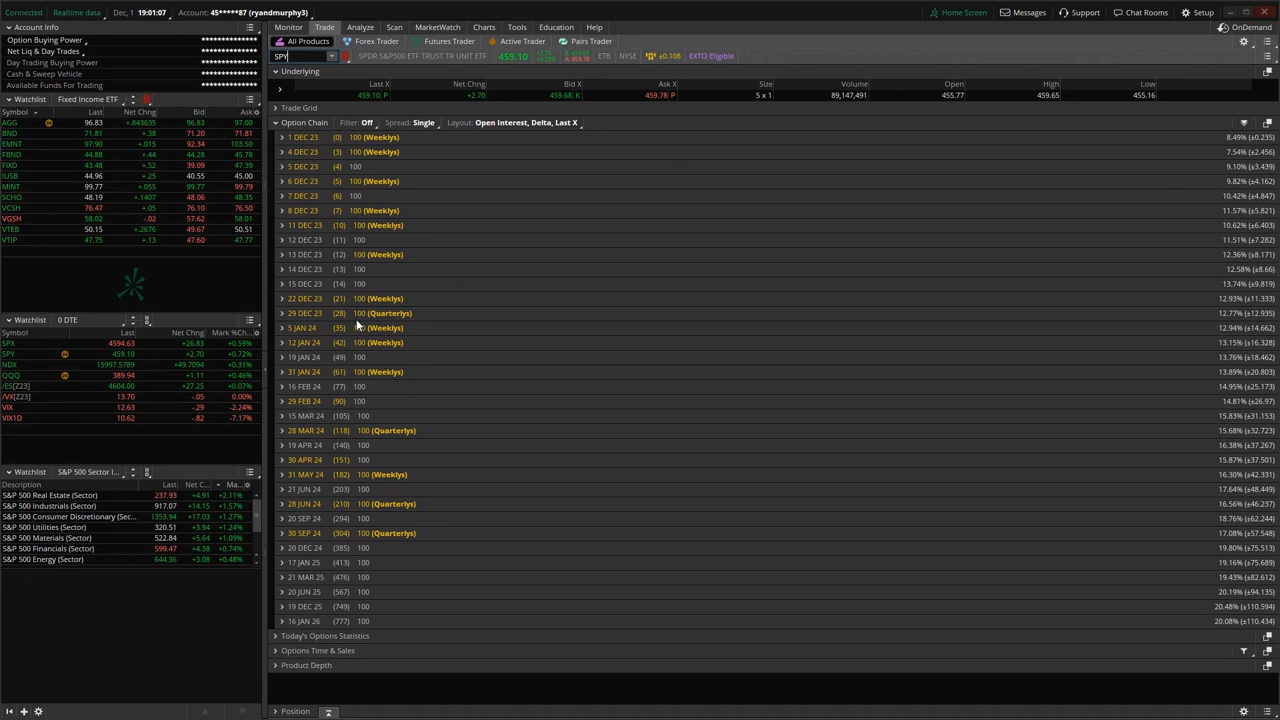 Connected Realtime data Dec, 1 19:01:07 Account: 45*****87 (ryandmurphy3) Home Screen Messages Support Chat Rooms Setup
Account Info
Option Buying Power ****************
Net Liq & Day Trades ****************
Day Trading Buying Power ****************
Cash & Sweep Vehicle ****************
Available Funds For Trading ****************
Watchlist Fixed Income ETF
Symbol Last Net Chng Bid Ask
AGG 96.83 +.843635 96.83 97.00
BND 71.81 +.38 71.20 71.81
EMNT 97.90 +.015 92.34 103.50
FBND 44.88 +.44 44.28 45.78
FIXD 43.48 +.52 39.09 47.39
IUSB 44.96 +.25 40.55 45.00
MINT 99.77 +.055 99.77 99.79
SCHO 48.19 +.1407 48.06 48.35
VCSH 76.47 +.05 76.10 76.50
VGSH 58.02 -.02 57.62 58.01
VTEB 50.15 +.2676 49.67 50.51
VTIP 47.75 +.13 47.60 47.77
Watchlist 0 DTE
Symbol Last Net Chng Mark %Ch...
SPX 4594.63 +26.83 +0.59%
SPY 459.10 +2.70 +0.72%
NDX 15997.5789 +49.7094 +0.31%
QQQ 389.94 +1.11 +0.46%
/ES[Z23] 4604.00 +27.25 +0.07%
/VX[Z23] 13.70 -.05 0.00%
VIX 12.63 -.29 -2.24%
VIX1D 10.62 -.82 -7.17%
Watchlist S&P 500 Sector I...
Description Last Net C... Ma...
S&P 500 Real Estate (Sector) 237.93 +4.91 +2.11%
S&P 500 Industrials (Sector) 917.07 +14.15 +1.57%
S&P 500 Consumer Discretionary (Sec... 1353.94 +17.03 +1.27%
S&P 500 Utilities (Sector) 320.51 +3.94 +1.24%
S&P 500 Materials (Sector) 522.84 +5.64 +1.09%
S&P 500 Financials (Sector) 599.47 +4.38 +0.74%
S&P 500 Energy (Sector) 644.36 +3.08 +0.48%
Monitor Trade Analyze Scan MarketWatch Charts Tools Education Help OnDemand
All Products Forex Trader Futures Trader Active Trader Pairs Trader
SPY SPDR S&P500 ETF TRUST TR UNIT ETF 459.10 ETB NYSE ±0.108 EXTO Eligible
Underlying
Last X Net Chng Bid X Ask X Size Volume Open High Low
459.10 P +2.70 459.68 K 459.78 P 5 x 1 89,147,491 455.77 459.65 455.16
Trade Grid
Option Chain Filter: Off Spread: Single Layout: Open Interest, Delta, Last X
1 DEC 23 (0) 100 (Weeklys) 8.49% (±0.235)
4 DEC 23 (3) 100 (Weeklys) 7.54% (±2.456)
5 DEC 23 (4) 100 9.10% (±3.439)
6 DEC 23 (5) 100 (Weeklys) 9.82% (±4.162)
7 DEC 23 (6) 100 10.42% (±4.847)
8 DEC 23 (7) 100 (Weeklys) 11.57% (±5.821)
11 DEC 23 (10) 100 (Weeklys) 10.62% (±6.403)
12 DEC 23 (11) 100 11.51% (±7.282)
13 DEC 23 (12) 100 (Weeklys) 12.36% (±8.171)
14 DEC 23 (13) 100 12.58% (±8.66)
15 DEC 23 (14) 100 13.74% (±9.819)
22 DEC 23 (21) 100 (Weeklys) 12.93% (±11.333)
29 DEC 23 (28) 100 (Quarterlys) 12.77% (±12.935)
5 JAN 24 (35) (Weeklys) 12.94% (±14.662)
12 JAN 24 (42) 100 (Weeklys) 13.15% (±16.328)
19 JAN 24 (49) 100 13.76% (±18.462)
31 JAN 24 (61) 100 (Weeklys) 13.89% (±20.803)
16 FEB 24 (77) 100 14.95% (±25.173)
29 FEB 24 (90) 100 14.81% (±26.97)
15 MAR 24 (105) 100 15.83% (±31.153)
28 MAR 24 (118) 100 (Quarterlys) 15.68% (±32.723)
19 APR 24 (140) 100 16.38% (±37.267)
30 APR 24 (151) 100 15.87% (±37.501)
31 MAY 24 (182) 100 (Weeklys) 16.30% (±42.331)
21 JUN 24 (203) 100 17.64% (±48.449)
28 JUN 24 (210) 100 (Quarterlys) 16.56% (±46.237)
20 SEP 24 (294) 100 18.76% (±62.244)
30 SEP 24 (304) 100 (Quarterlys) 17.08% (±57.548)
20 DEC 24 (385) 100 19.80% (±75.513)
17 JAN 25 (413) 100 19.16% (±75.689)
21 MAR 25 (476) 100 19.43% (±82.612)
20 JUN 25 (567) 100 20.19% (±94.135)
19 DEC 25 (749) 100 20.48% (±110.594)
16 JAN 26 (777) 100 20.08% (±110.434)
Today's Options Statistics
Options Time & Sales
Product Depth
Position